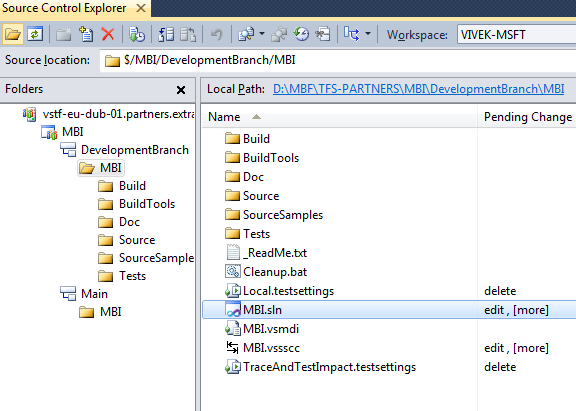 Source Control Explorer
Workspace: VIVEK-MSFT
Source location: $/MBI/DevelopmentBranch/MBI
Folders
Local Path: D:\MBF\TFS-PARTNERS\MBI\DevelopmentBranch\MBI
Name Pending Change
vstf-eu-dub-01.partners.extra
MBI
DevelopmentBranch
MBI
Build
BuildTools
Doc
Source
SourceSample
Tests
Main
MBI
Build
BuildTools
Doc
Source
SourceSamples
Tests
_ReadMe.txt
Cleanup.bat
Local.testsettings delete
MBI.sln edit , [more]
MBI.vsmdi
MBI.vssscc edit , [more]
TraceAndTestImpact.testsettings delete